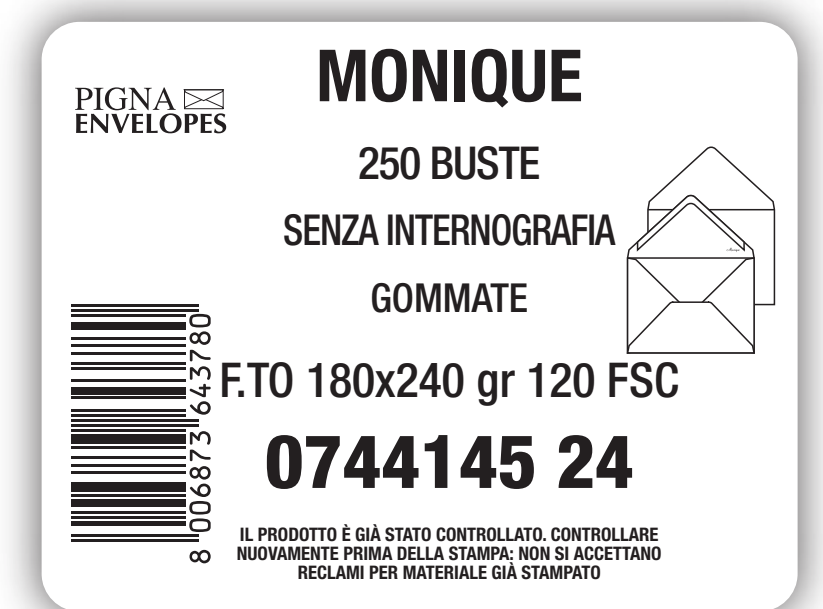 PIGNA
ENVELOPES
MONIQUE
250 BUSTE
SENZA INTERNOGRAFIA
GOMMATE
F.TO 180x240 gr 120 FSC
0744145 24
IL PRODOTTO È GIÀ STATO CONTROLLATO. CONTROLLARE
NUOVAMENTE PRIMA DELLA STAMPA: NON SI ACCETTANO
RECLAMI PER MATERIALE GIÀ STAMPATO
8 006873 643780